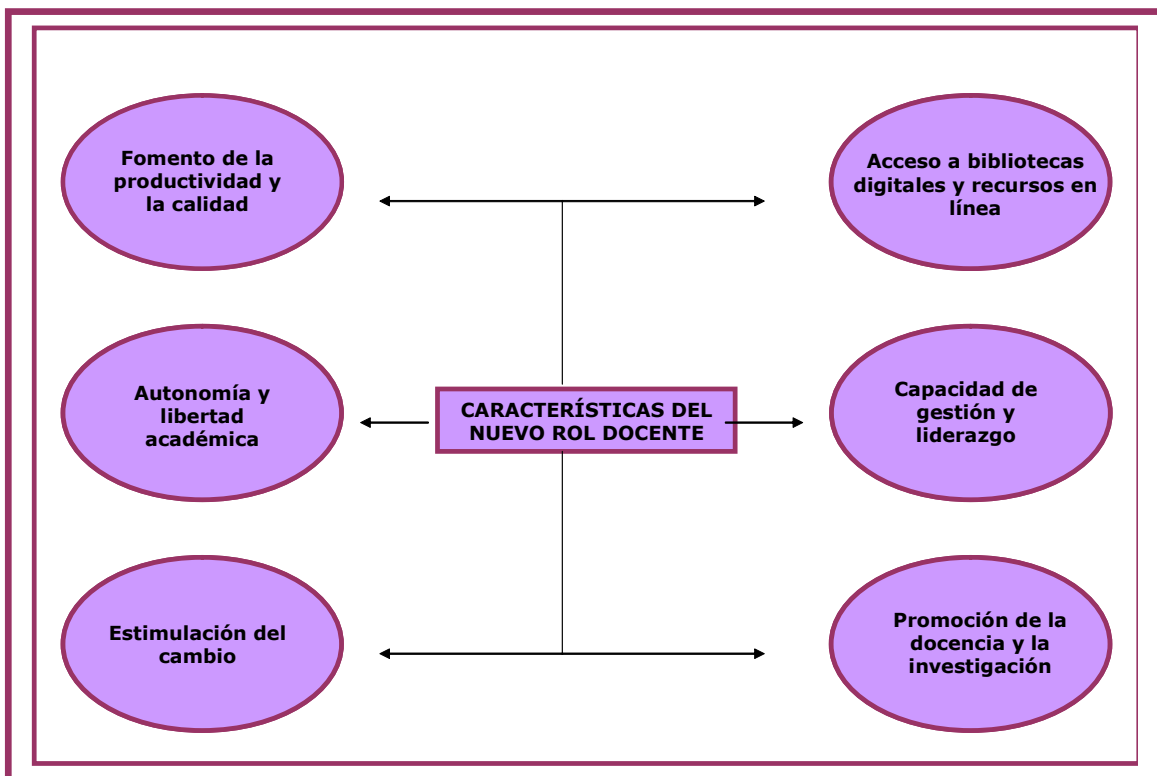 Fomento de la
productividad y
la calidad
Acceso a bibliotecas
digitales y recursos en
línea
Autonomía y
libertad
académica
CARACTERÍSTICAS DEL
NUEVO ROL DOCENTE
Capacidad de
gestión y
liderazgo
Estimulación del
cambio
Promoción de la
docencia y la
investigación